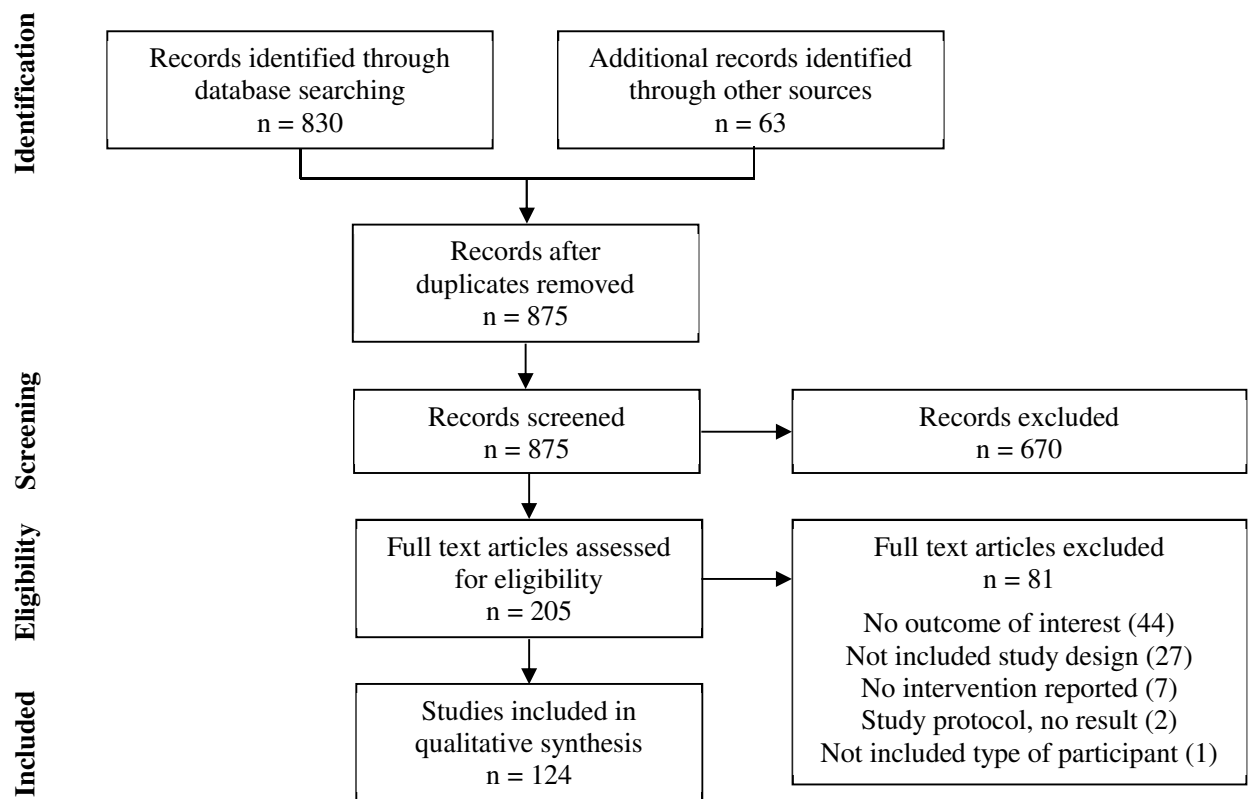 Identification
Records identified through
database searching
n = 830
Additional records identified
through other sources
n = 63
Records after
duplicates removed
n = 875
Screening
Records screened
n = 875
Records excluded
n = 670
Eligibility
Full text articles assessed
for eligibility
n = 205
Full text articles excluded
n = 81
No outcome of interest (44)
Not included study design (27)
No intervention reported (7)
Study protocol, no result (2)
Not included type of participant (1)
Included
Studies included in
qualitative synthesis
n = 124